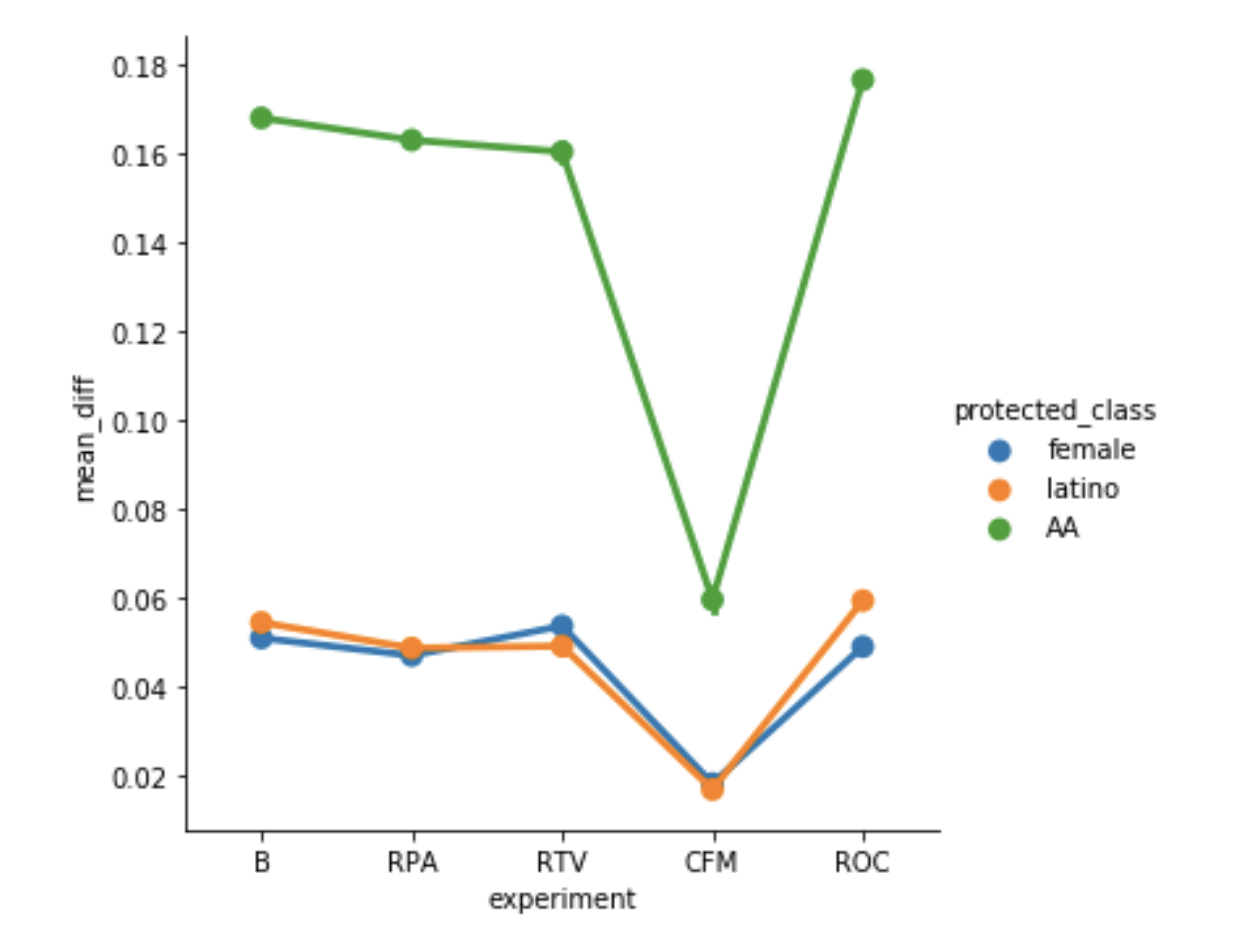 0.18
0.16
0.14
0.12
0.10
0.08
0.06
0.04
0.02
mean_diff
B RPA RTV CFM ROC
experiment
protected_class
female
latino
AA